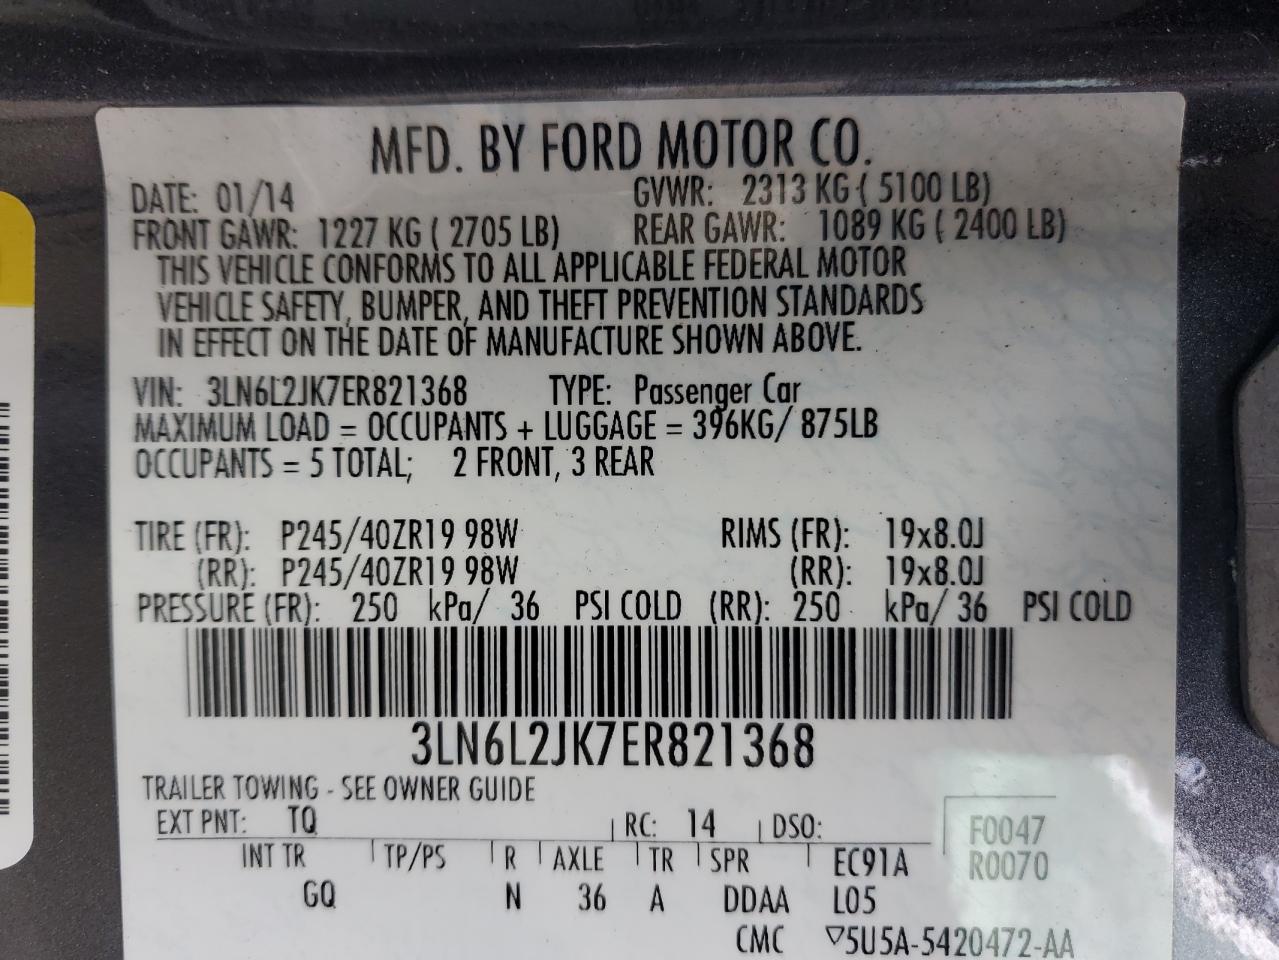 MFD. BY FORD MOTOR CO.
DATE: 01/14 GVWR: 2313 KG ( 5100 LB)
FRONT GAWR: 1227 KG ( 2705 LB) REAR GAWR: 1089 KG ( 2400 LB)
THIS VEHICLE CONFORMS TO ALL APPLICABLE FEDERAL MOTOR
VEHICLE SAFETY, BUMPER, AND THEFT PREVENTION STANDARDS
IN EFFECT ON THE DATE OF MANUFACTURE SHOWN ABOVE.
VIN: 3LN6L2JK7ER821368 TYPE: Passenger Car
MAXIMUM LOAD = OCCUPANTS + LUGGAGE = 396KG/ 875LB
OCCUPANTS = 5 TOTAL; 2 FRONT, 3 REAR
TIRE (FR): P245/40ZR19 98W RIMS (FR): 19x8.0J
(RR): P245/40ZR19 98W (RR): 19x8.0J
PRESSURE (FR): 250 kPa/ 36 PSI COLD (RR): 250 kPa/ 36 PSI COLD
3LN6L2JK7ER821368
TRAILER TOWING - SEE OWNER GUIDE
EXT PNT: TQ RC: 14 DSO: F0047
INT TR TP/PS R AXLE TR SPR EC91A R0070
GQ N 36 A DDAA L05
CMC ▽5U5A-5420472-AA